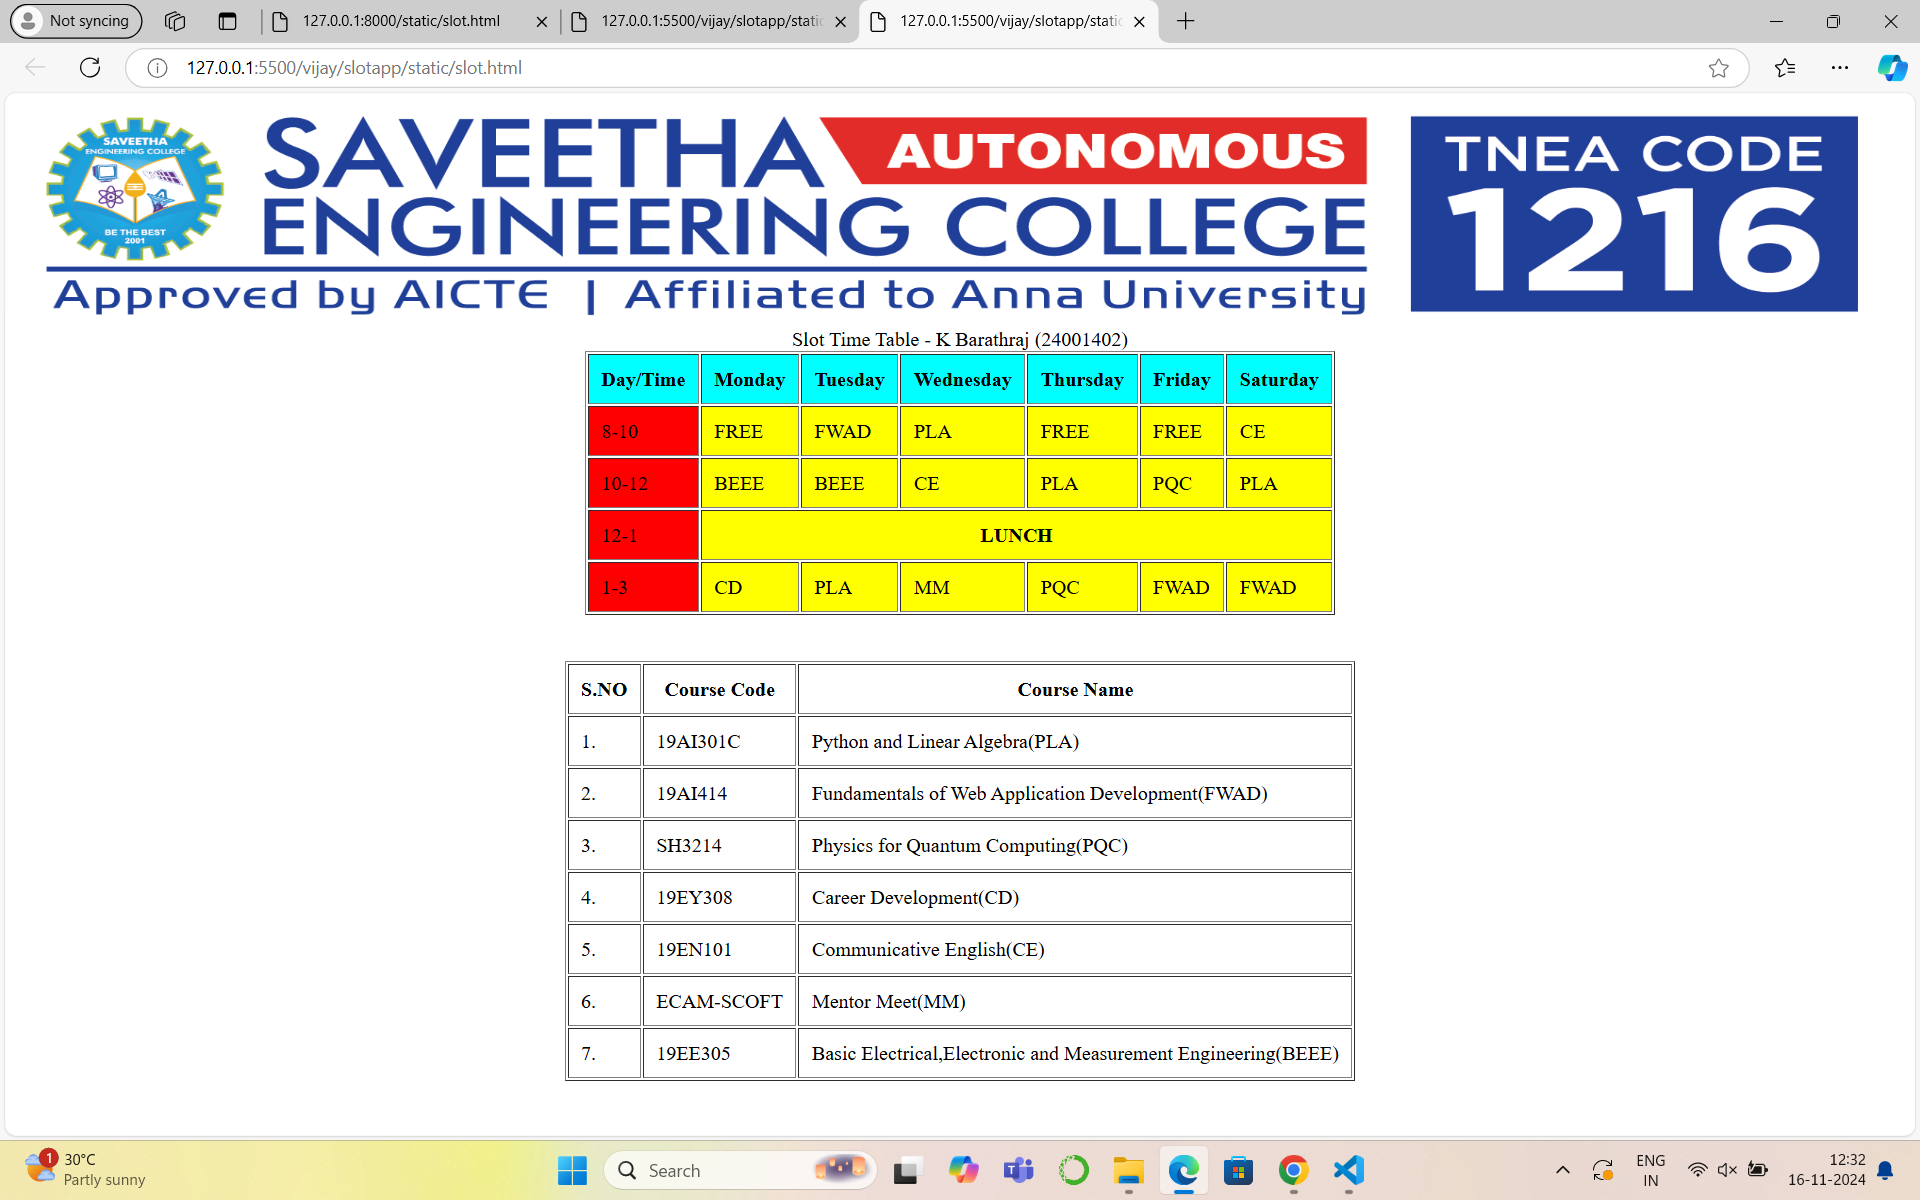 Not syncing
127.0.0.1:8000/static/slot.html
127.0.0.1:5500/vijay/slotapp/static
127.0.0.1:5500/vijay/slotapp/static
127.0.0.1:5500/vijay/slotapp/static/slot.html
SAVEETHA
ENGINEERING COLLEGE
BE THE BEST
2001
SAVEETHA AUTONOMOUS
ENGINEERING COLLEGE
Approved by AICTE | Affiliated to Anna University
TNEA CODE
1216
Slot Time Table - K Barathraj (24001402)
Day/Time Monday Tuesday Wednesday Thursday Friday Saturday
8-10 FREE FWAD PLA FREE FREE CE
10-12 BEEE BEEE CE PLA PQC PLA
12-1 LUNCH
1-3 CD PLA MM PQC FWAD FWAD
S.NO Course Code Course Name
1. 19AI301C Python and Linear Algebra(PLA)
2. 19AI414 Fundamentals of Web Application Development(FWAD)
3. SH3214 Physics for Quantum Computing(PQC)
4. 19EY308 Career Development(CD)
5. 19EN101 Communicative English(CE)
6. ECAM-SCOFT Mentor Meet(MM)
7. 19EE305 Basic Electrical,Electronic and Measurement Engineering(BEEE)
1
30°C
Partly sunny
Search
ENG
IN
12:32
16-11-2024